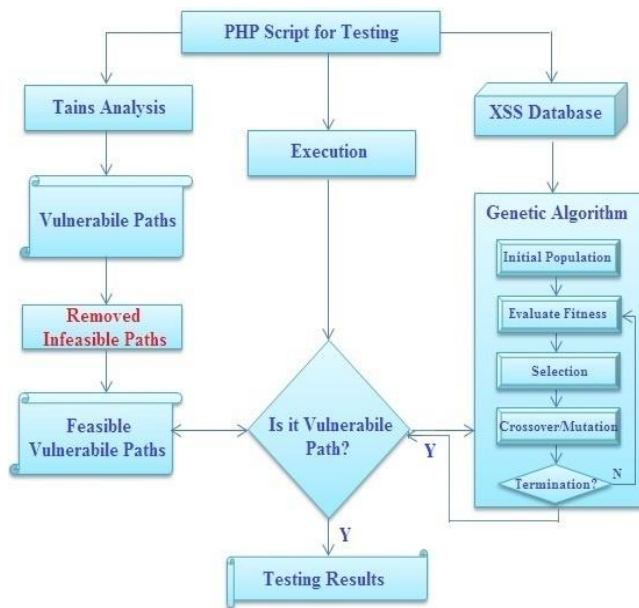 PHP Script for Testing
Tains Analysis
XSS Database
Execution
Vulnerabile Paths
Genetic Algorithm
Initial Population
Removed
Infeasible Paths
Evaluate Fitness
Selection
Feasible
Vulnerabile Paths
Is it Vulnerabile
Path?
Crossover/Mutation
Y
Termination?
N
Y
Testing Results